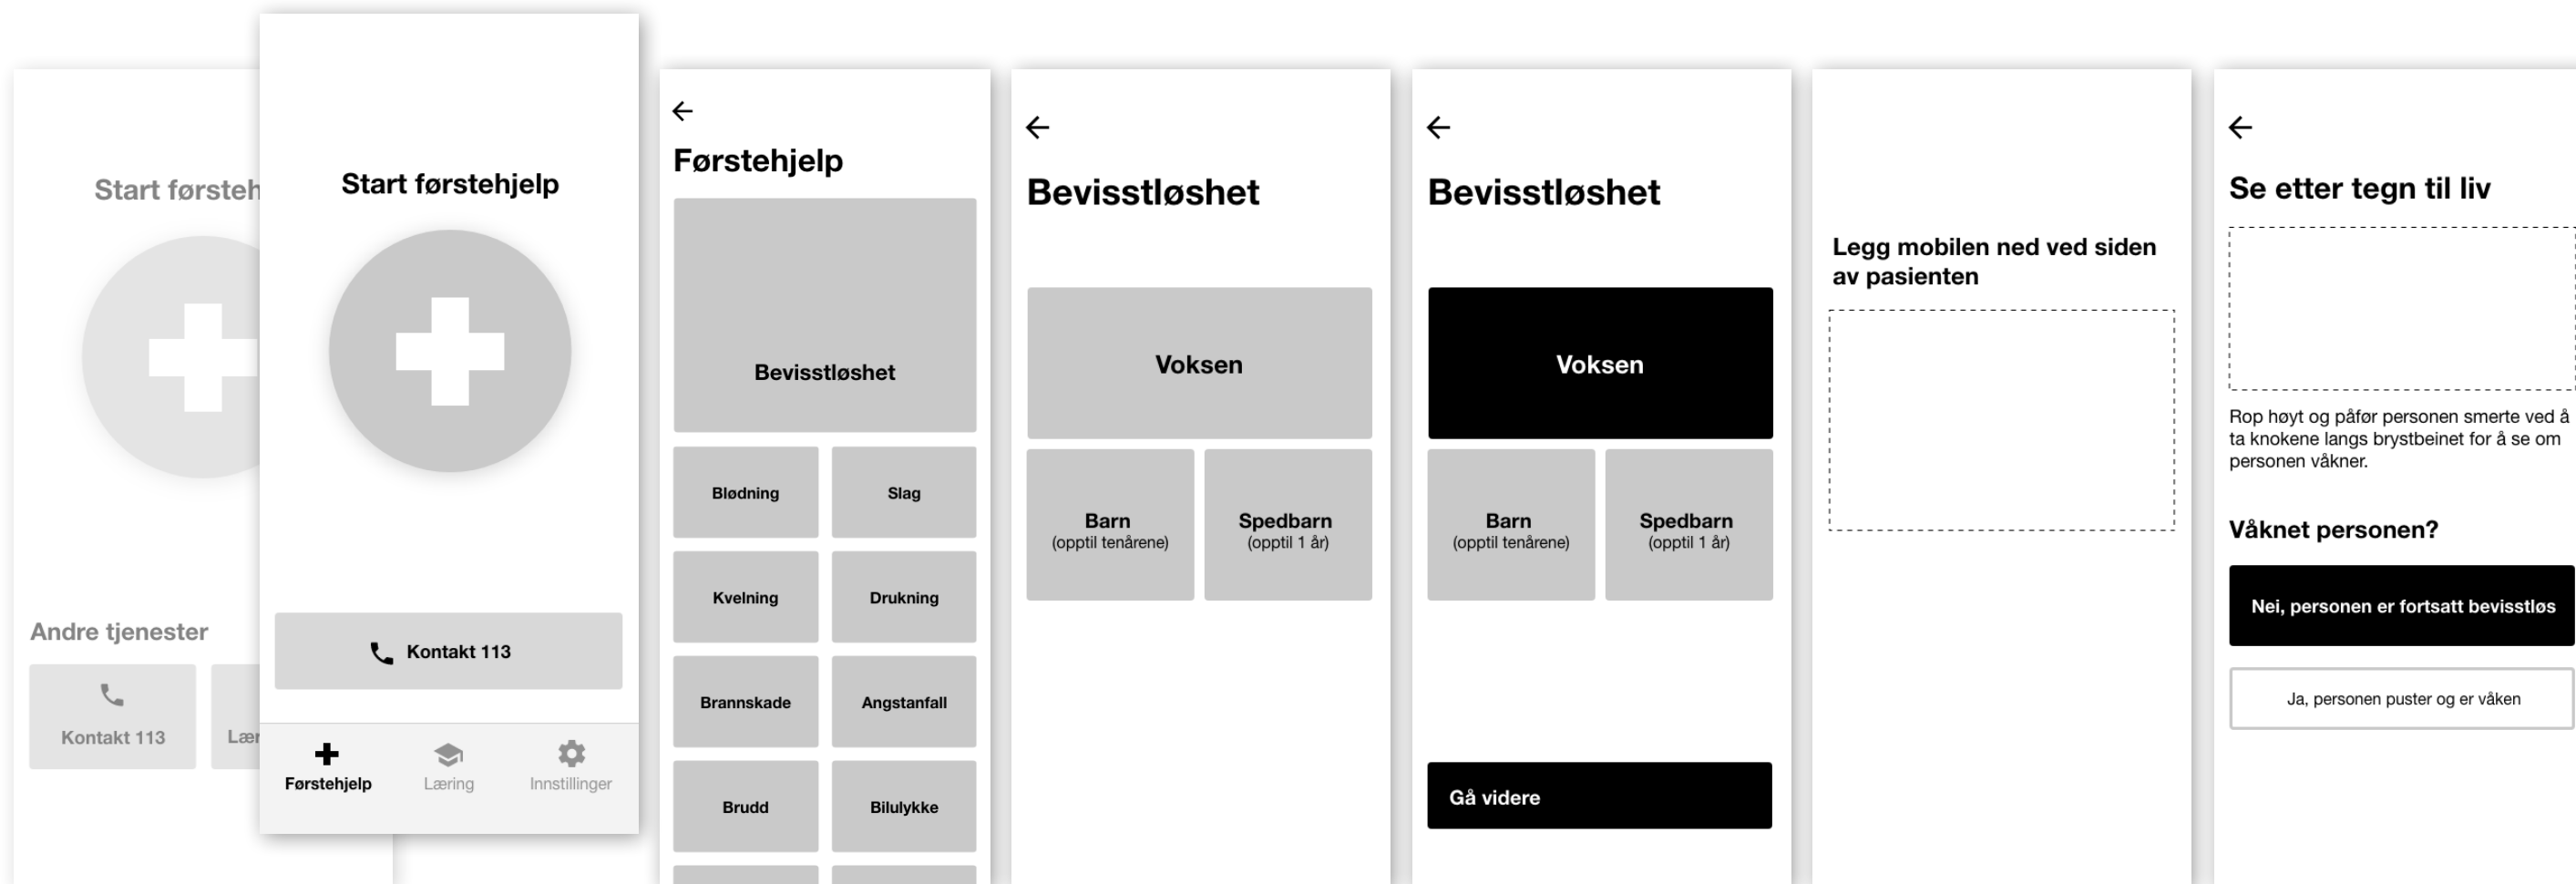 Start førsteh
Andre tjenester
Kontakt 113
Lær
Start førstehjelp
Kontakt 113
Førstehjelp
Læring
Innstillinger
Førstehjelp
Bevisstløshet
Blødning
Slag
Kvelning
Drukning
Brannskade
Angstanfall
Brudd
Bilulykke
Bevisstløshet
Voksen
Barn
(opptil tenårene)
Spedbarn
(opptil 1 år)
Bevisstløshet
Voksen
Barn
(opptil tenårene)
Spedbarn
(opptil 1 år)
Gå videre
Legg mobilen ned ved siden
av pasienten
Se etter tegn til liv
Rop høyt og påfør personen smerte ved å
ta knokene langs brystbeinet for å se om
personen våkner.
Våknet personen?
Nei, personen er fortsatt bevisstløs
Ja, personen puster og er våken